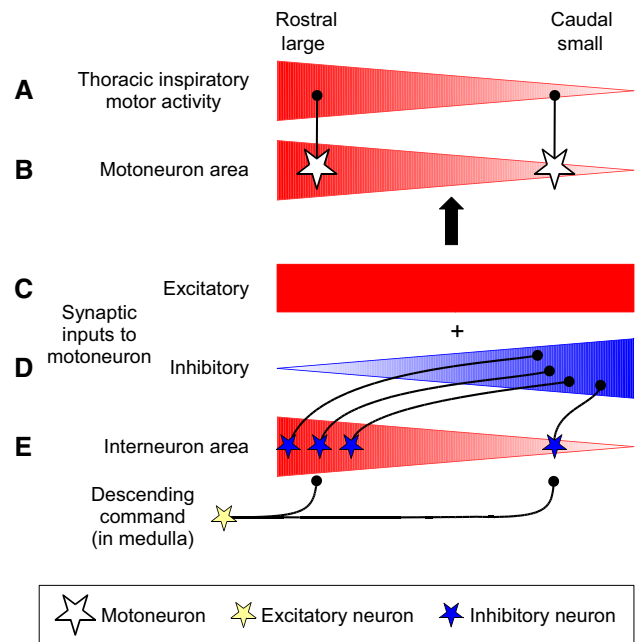 Rostral
large
Caudal
small
A
Thoracic inspiratory
motor activity
B
Motoneuron area
C
Excitatory
Synaptic
inputs to
motoneuron
+
D
Inhibitory
E
Interneuron area
Descending
command
(in medulla)
Motoneuron
Excitatory neuron
Inhibitory neuron